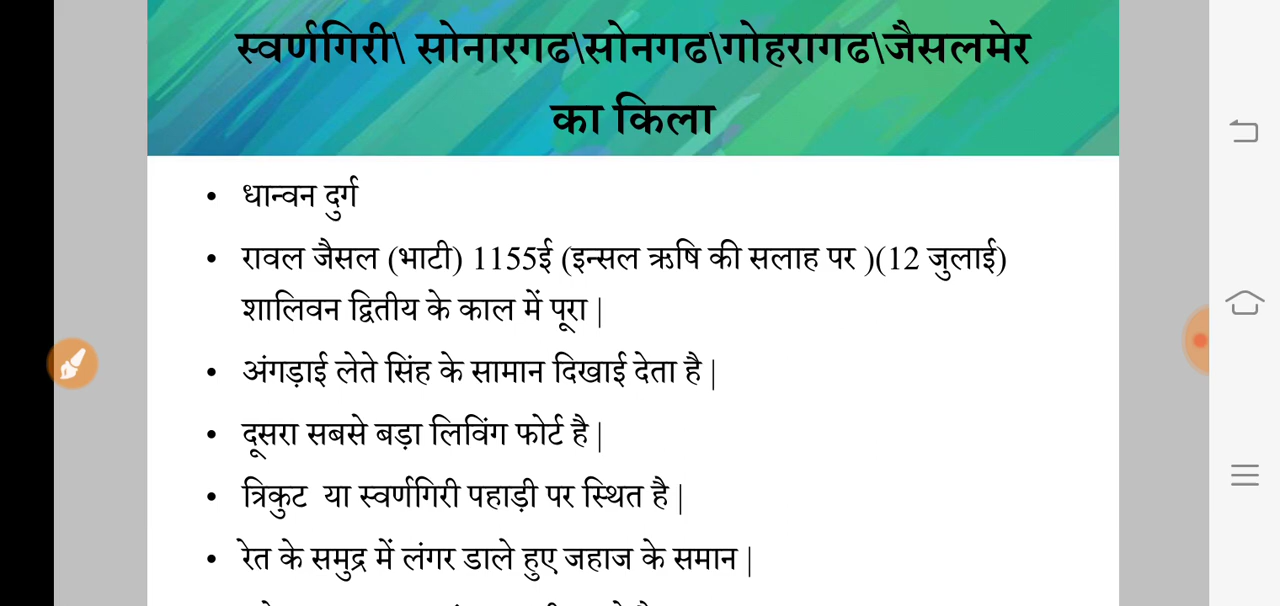 स्वर्णगिरी\ सोनारगढ\सोनगढ\गोहरागढ\जैसलमेर
का किला
• धान्वन दुर्ग
• रावल जैसल (भाटी) 1155ई (इन्सल ऋषि की सलाह पर )(12 जुलाई)
शालिवन द्वितीय के काल में पूरा |
• अंगड़ाई लेते सिंह के सामान दिखाई देता है |
• दूसरा सबसे बड़ा लिविंग फोर्ट है |
• त्रिकुट या स्वर्णगिरी पहाड़ी पर स्थित है |
• रेत के समुद्र में लंगर डाले हुए जहाज के समान |